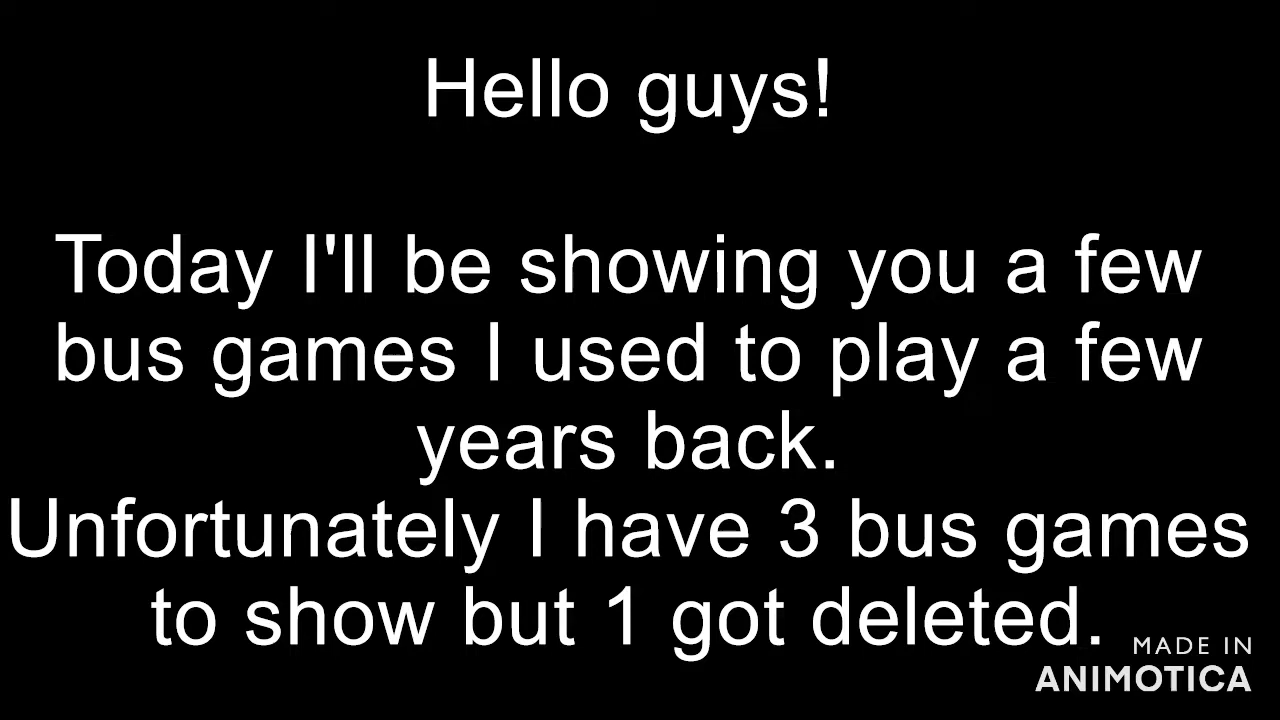 Hello guys!
Today I'll be showing you a few
bus games I used to play a few
years back.
Unfortunately I have 3 bus games
to show but 1 got deleted.
MADE IN
ANIMOTICA